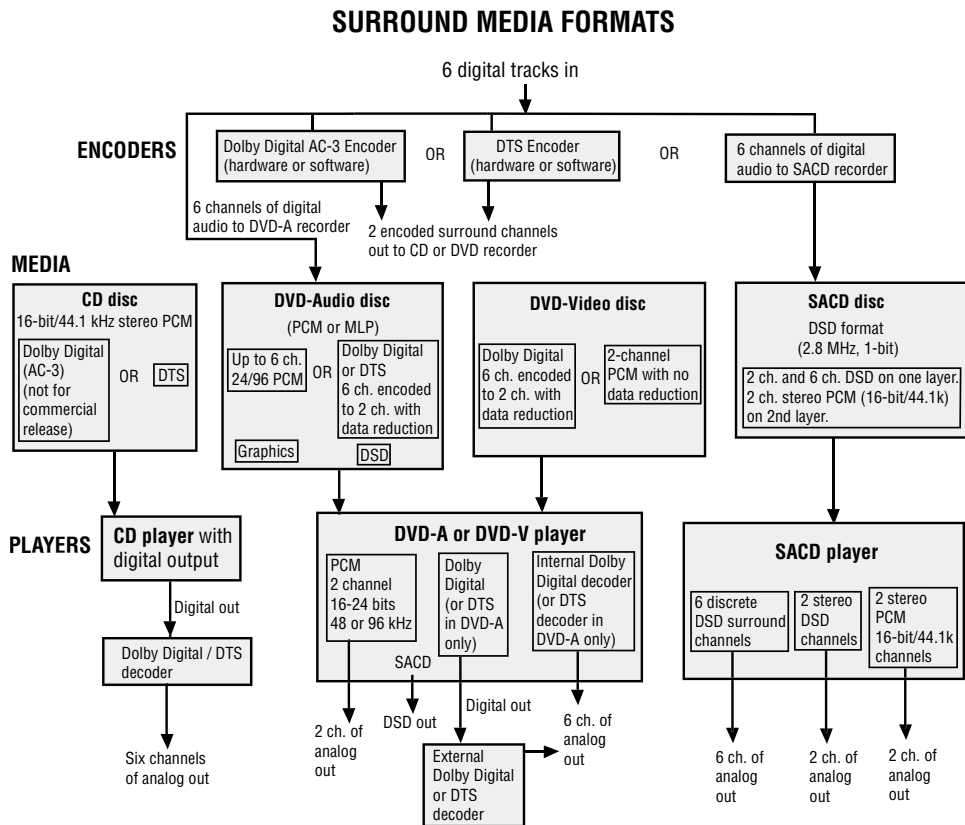 SURROUND MEDIA FORMATS
6 digital tracks in
ENCODERS
Dolby Digital AC-3 Encoder
(hardware or software)
OR
DTS Encoder
(hardware or software)
OR
6 channels of digital
audio to SACD recorder
6 channels of digital
audio to DVD-A recorder
2 encoded surround channels
out to CD or DVD recorder
MEDIA
CD disc
16-bit/44.1 kHz stereo PCM
Dolby Digital
(AC-3)
(not for
commercial
release)
OR
DTS
DVD-Audio disc
(PCM or MLP)
Up to 6 ch.
24/96 PCM
OR
Dolby Digital
or DTS
6 ch. encoded
to 2 ch. with
data reduction
Graphics
DSD
DVD-Video disc
Dolby Digital
6 ch. encoded
to 2 ch. with
data reduction
OR
2-channel
PCM with no
data reduction
SACD disc
DSD format
(2.8 MHz, 1-bit)
2 ch. and 6 ch. DSD on one layer.
2 ch. stereo PCM (16-bit/44.1k)
on 2nd layer.
PLAYERS
CD player with
digital output
Digital out
Dolby Digital / DTS
decoder
Six channels
of analog out
DVD-A or DVD-V player
PCM
2 channel
16-24 bits
48 or 96 kHz
Dolby
Digital
(or DTS
in DVD-A
only)
Internal Dolby
Digital decoder
(or DTS
decoder in
DVD-A only)
SACD
2 ch. of
analog
out
DSD out
Digital out
External
Dolby Digital
or DTS
decoder
6 ch. of
analog
out
SACD player
6 discrete
DSD surround
channels
2 stereo
DSD
channels
2 stereo
PCM
16-bit/44.1k
channels
6 ch. of
analog
out
2 ch. of
analog
out
2 ch. of
analog
out